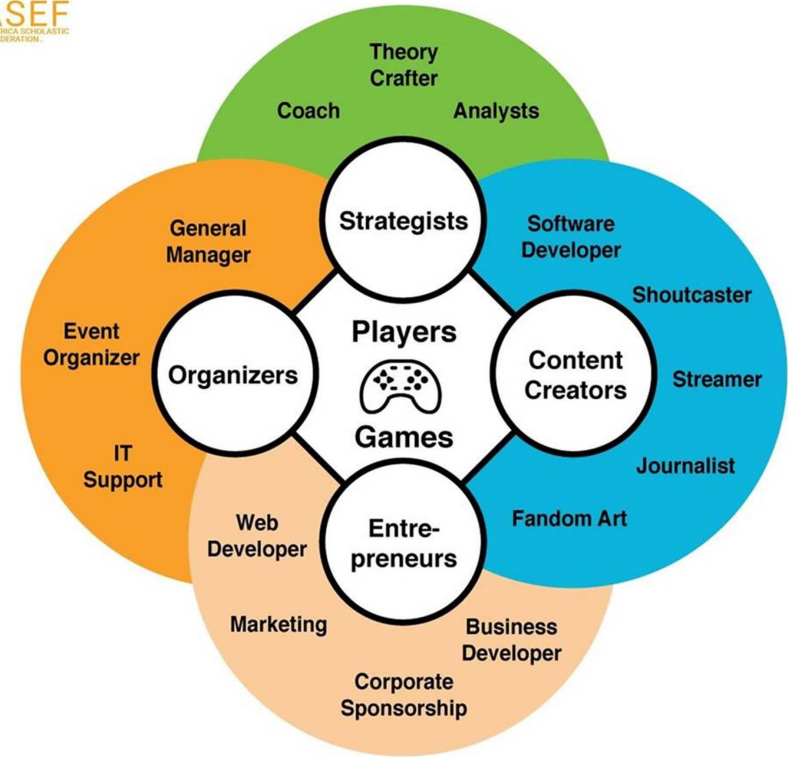 ASEF
RICA SCHOLASTIC
DERATION.
Theory
Crafter
Coach
Analysts
Strategists
General
Manager
Software
Developer
Shoutcaster
Event
Organizer
Organizers
Players
Games
Content
Creators
Streamer
IT
Support
Journalist
Fandom Art
Web
Developer
Entre-
preneurs
Marketing
Business
Developer
Corporate
Sponsorship